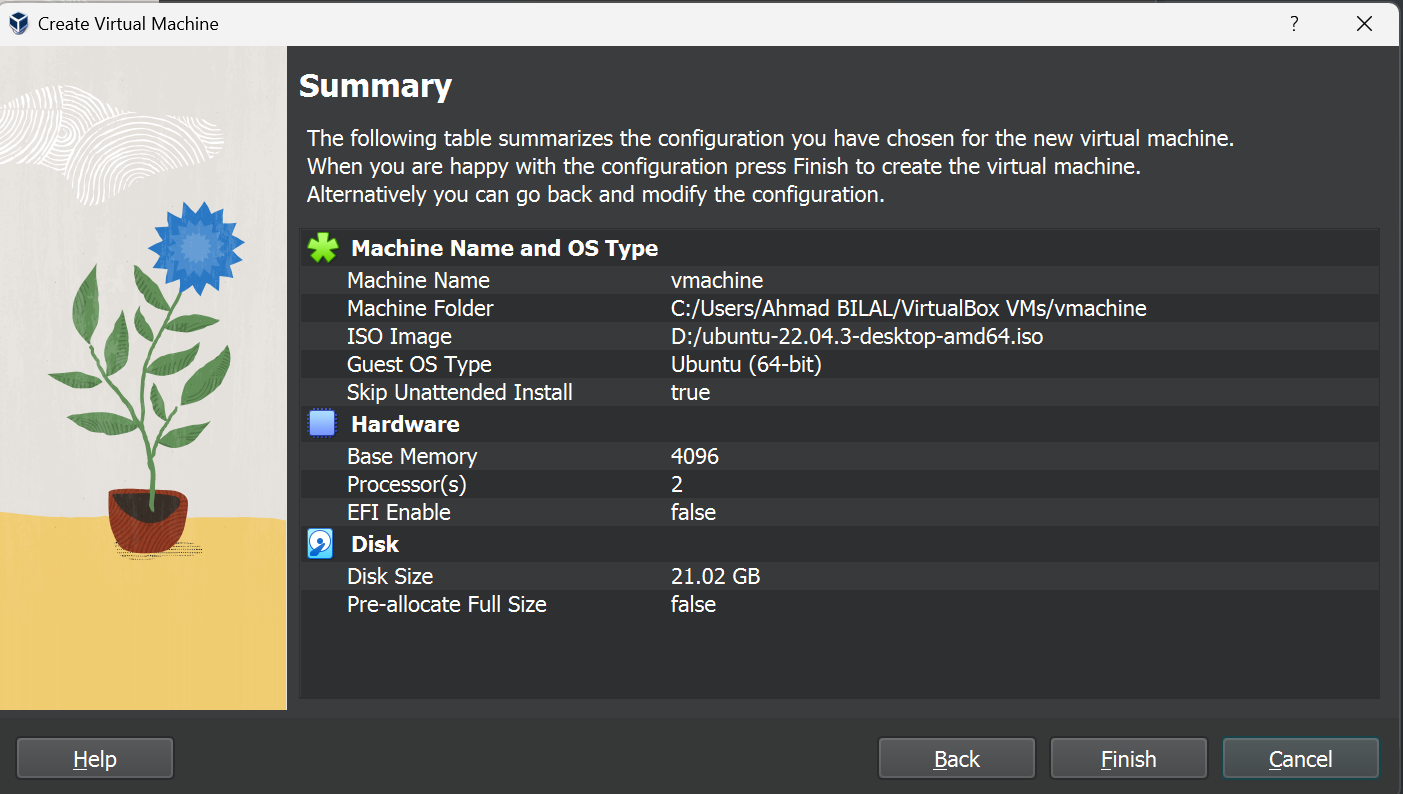 Create Virtual Machine ?
Summary
The following table summarizes the configuration you have chosen for the new virtual machine.
When you are happy with the configuration press Finish to create the virtual machine.
Alternatively you can go back and modify the configuration.
Machine Name and OS Type
Machine Name vmachine
Machine Folder C:/Users/Ahmad BILAL/VirtualBox VMs/vmachine
ISO Image D:/ubuntu-22.04.3-desktop-amd64.iso
Guest OS Type Ubuntu (64-bit)
Skip Unattended Install true
Hardware
Base Memory 4096
Processor(s) 2
EFI Enable false
Disk
Disk Size 21.02 GB
Pre-allocate Full Size false
Help Back Finish Cancel